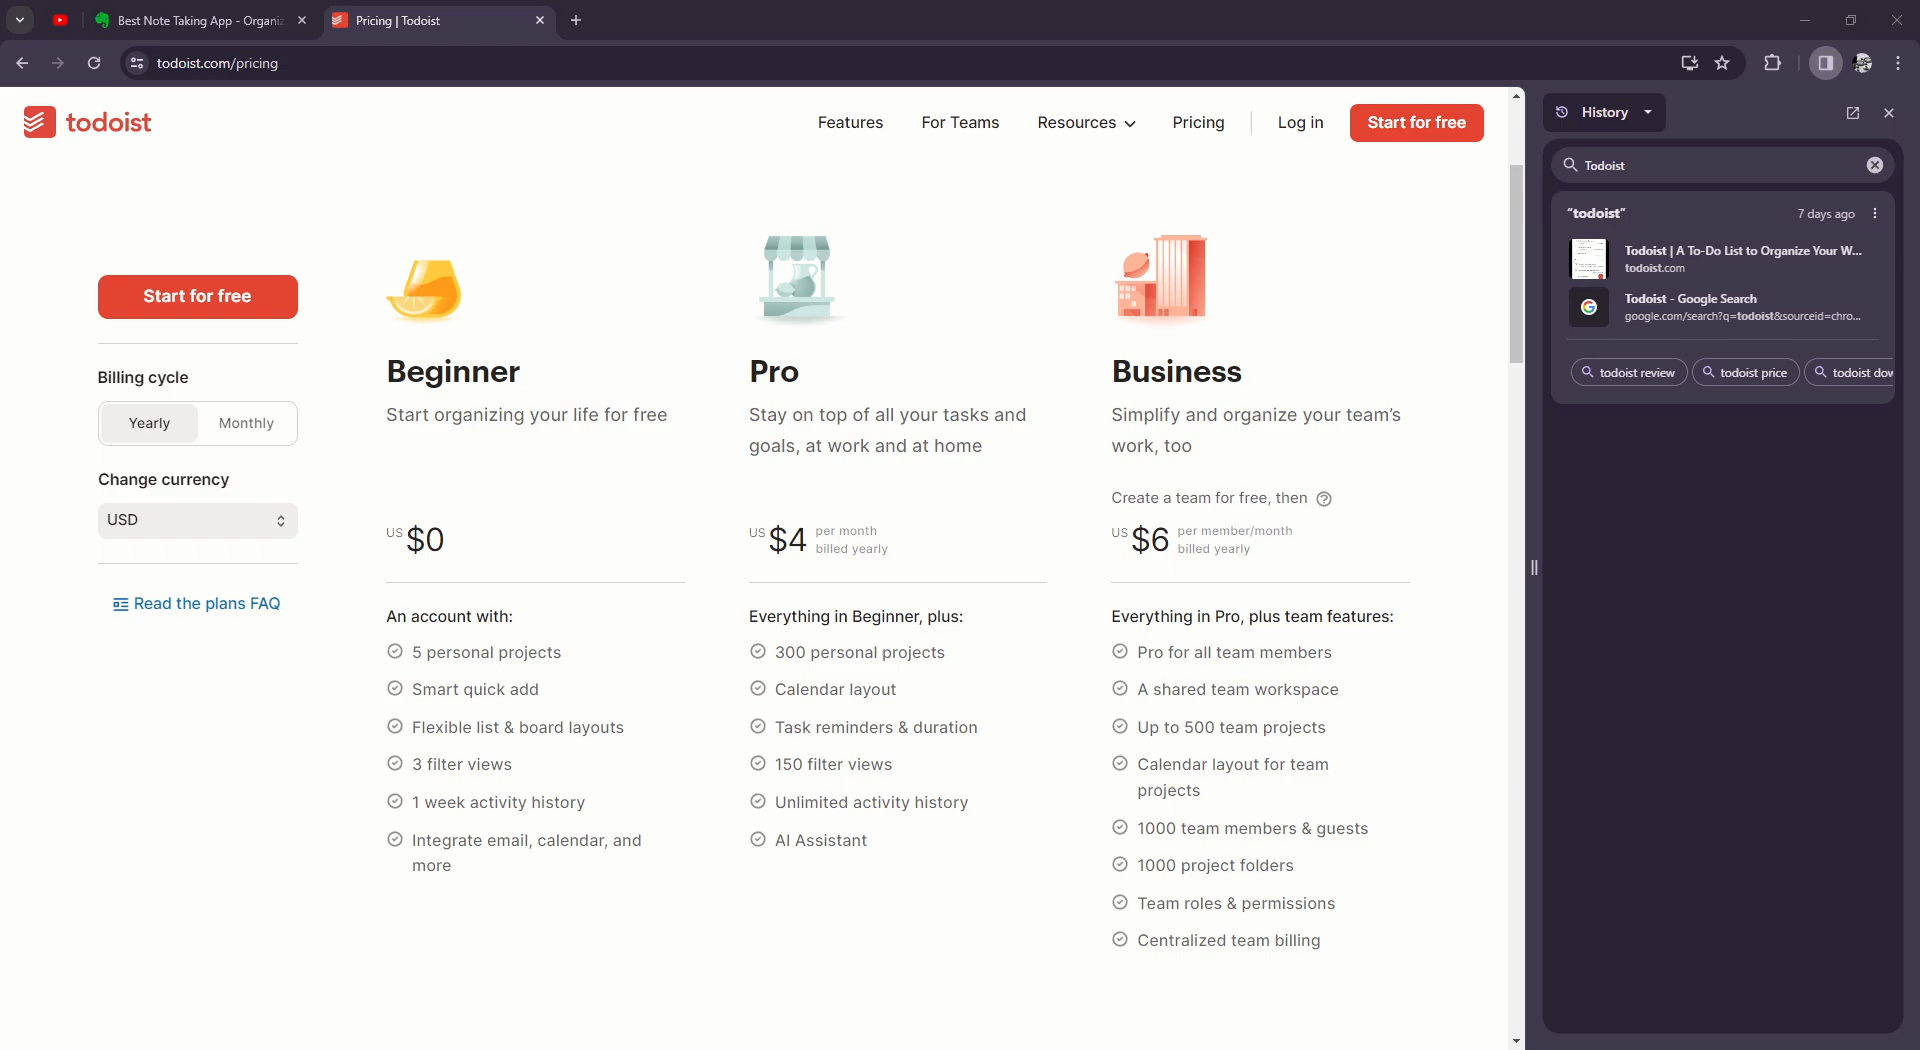 Best Note Taking App - Organiz
Pricing | Todoist
todoist.com/pricing
todoist
Features
For Teams
Resources
Pricing
Log in
Start for free
Start for free
Billing cycle
Yearly
Monthly
Change currency
USD
Read the plans FAQ
Beginner
Start organizing your life for free
US $0
An account with:
5 personal projects
Smart quick add
Flexible list & board layouts
3 filter views
1 week activity history
Integrate email, calendar, and
more
Pro
Stay on top of all your tasks and
goals, at work and at home
US $4 per month
billed yearly
Everything in Beginner, plus:
300 personal projects
Calendar layout
Task reminders & duration
150 filter views
Unlimited activity history
AI Assistant
Business
Simplify and organize your team’s
work, too
Create a team for free, then
US $6 per member/month
billed yearly
Everything in Pro, plus team features:
Pro for all team members
A shared team workspace
Up to 500 team projects
Calendar layout for team
projects
1000 team members & guests
1000 project folders
Team roles & permissions
Centralized team billing
History
Todoist
“todoist”
7 days ago
Todoist | A To-Do List to Organize Your W...
todoist.com
Todoist - Google Search
google.com/search?q=todoist&sourceid=chro...
todoist review
todoist price
todoist dow